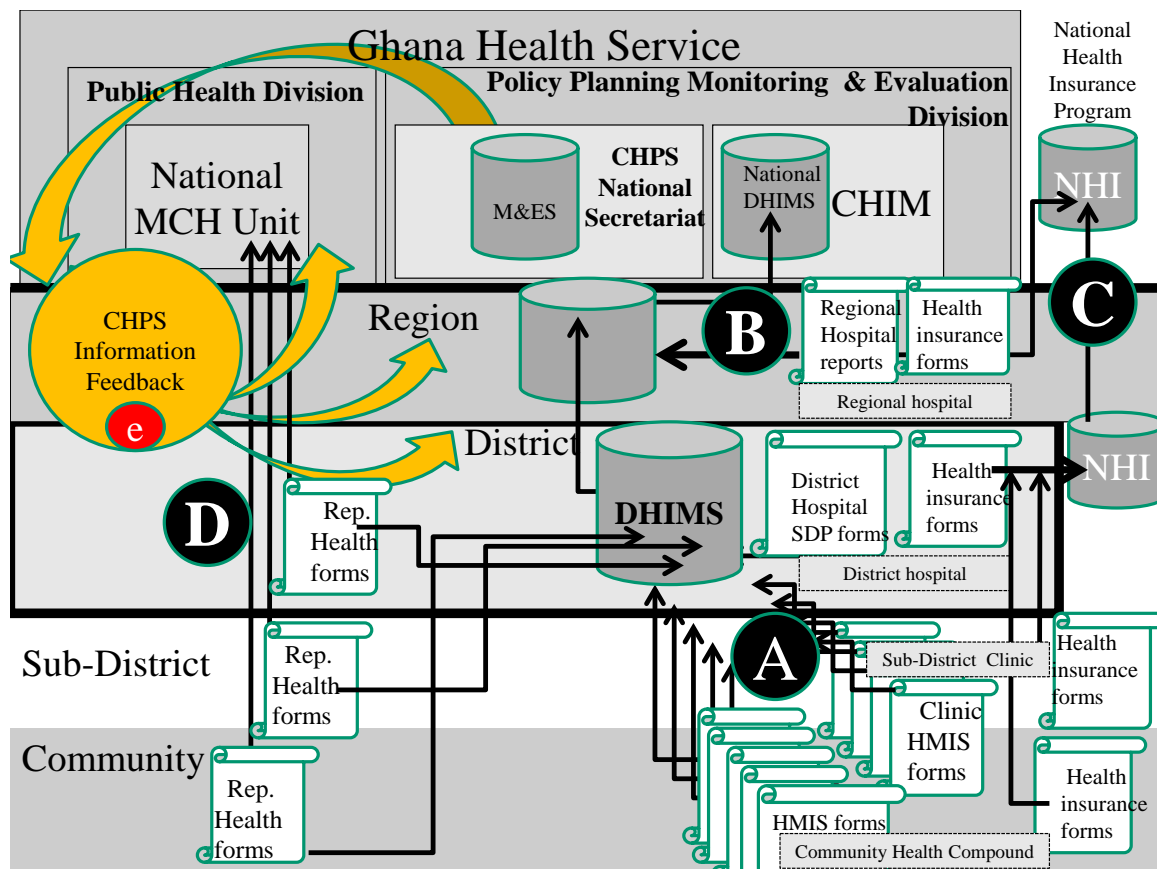 Ghana Health Service
National
Health
Insurance
Program
Public Health Division
Policy Planning Monitoring & Evaluation
Division
National
MCH Unit
M&ES
CHPS
National
Secretariat
National
DHIMS
CHIM
NHI
CHPS
Information
Feedback
e
Region
B
Regional
Hospital
reports
Health
insurance
forms
C
Regional hospital
District
DHIMS
District
Hospital
SDP forms
Health
insurance
forms
NHI
District hospital
D
Rep.
Health
forms
Sub-District
Rep.
Health
forms
A
Sub-District Clinic
Health
insurance
forms
Clinic
HMIS
forms
Community
Rep.
Health
forms
HMIS forms
Health
insurance
forms
Community Health Compound